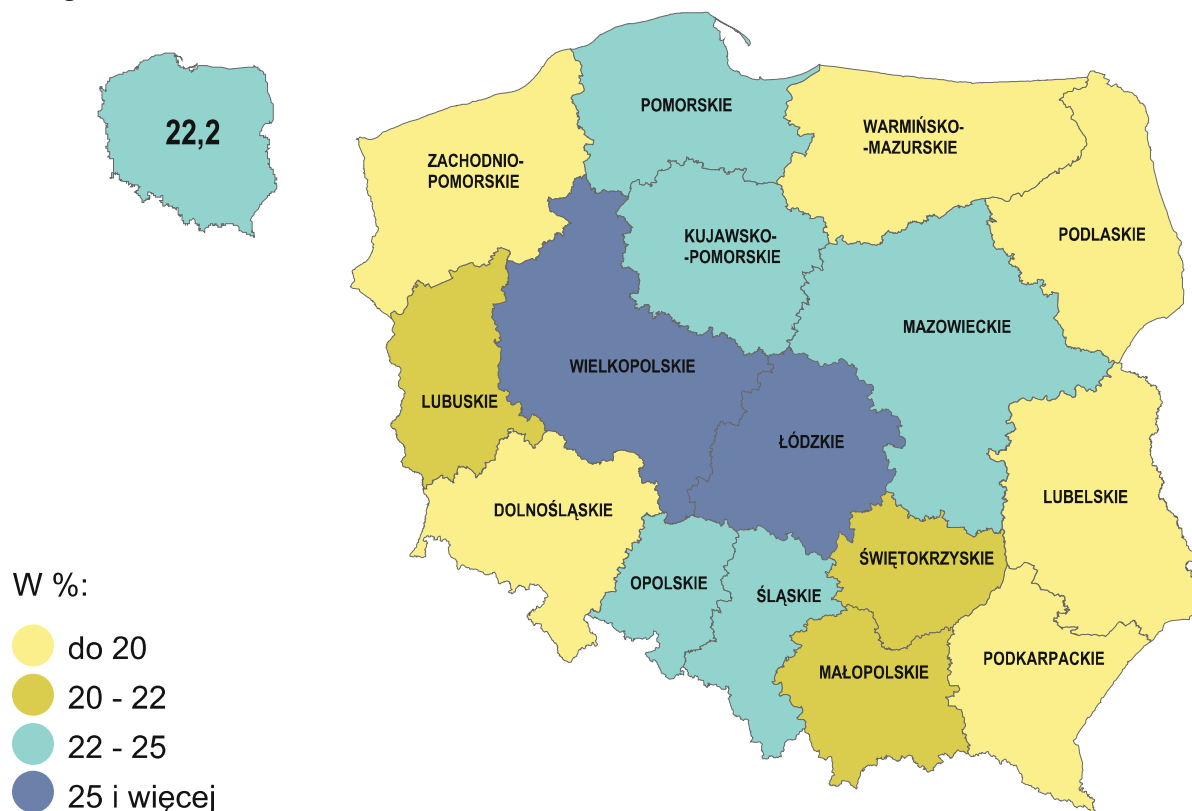 22,2
POMORSKIE
WARMIŃSKO-
-MAZURSKIE
ZACHODNIO-
POMORSKIE
KUJAWSKO-
-POMORSKIE
PODLASKIE
MAZOWIECKIE
WIELKOPOLSKIE
LUBUSKIE
ŁÓDZKIE
LUBELSKIE
DOLNOŚLĄSKIE
ŚWIĘTOKRZYSKIE
OPOLSKIE
ŚLĄSKIE
PODKARPACKIE
MAŁOPOLSKIE
W %:
do 20
20 - 22
22 - 25
25 i więcej